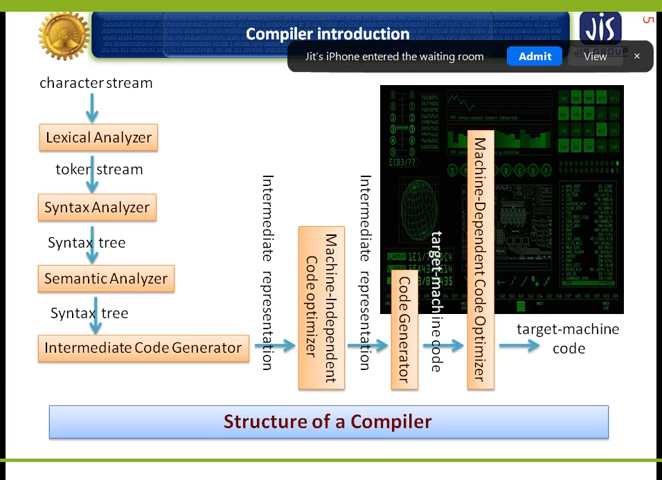 Compiler introduction
JIS
5
Jit's iPhone entered the waiting room
Admit
View
×
character stream
Lexical Analyzer
token stream
Syntax Analyzer
Syntax tree
Semantic Analyzer
Syntax tree
Intermediate Code Generator
Intermediate representation
Machine-Independent
Code optimizer
Intermediate representation
Code Generator
target-machine code
Machine-Dependent Code Optimizer
target-machine
code
Structure of a Compiler